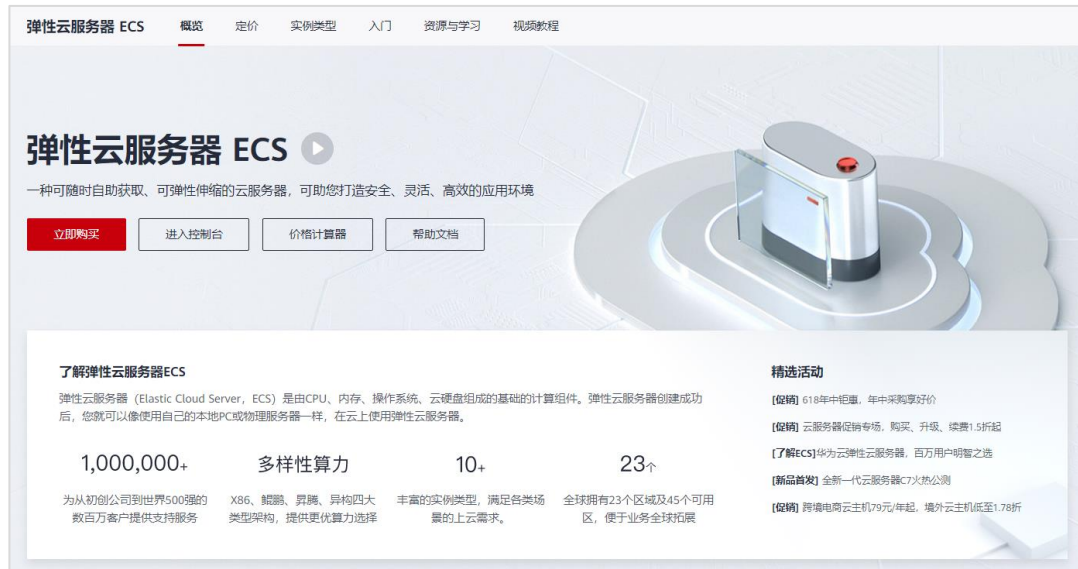 弹性云服务器 ECS 概览 定价 实例类型 入门 资源与学习 视频教程
弹性云服务器 ECS
一种可随时自助获取、可弹性伸缩的云服务器，可助您打造安全、灵活、高效的应用环境
立即购买 进入控制台 价格计算器 帮助文档
了解弹性云服务器ECS
弹性云服务器（Elastic Cloud Server，ECS）是由CPU、内存、操作系统、云硬盘组成的基础的计算组件。弹性云服务器创建成功
后，您就可以像使用自己的本地PC或物理服务器一样，在云上使用弹性云服务器。
1,000,000+
为从初创公司到世界500强的
数百万客户提供支持服务
多样性算力
X86、鲲鹏、昇腾、异构四大
类型架构，提供更优算力选择
10+
丰富的实例类型，满足各类场
景的上云需求。
23个
全球拥有23个区域及45个可用
区，便于业务全球拓展
精选活动
[促销] 618年中钜惠，年中采购享好价
[促销] 云服务器促销专场，购买、升级、续费1.5折起
[了解ECS]华为云弹性云服务器，百万用户明智之选
[新品首发] 全新一代云服务器C7火热公测
[促销] 跨境电商云主机79元/年起，境外云主机低至1.78折